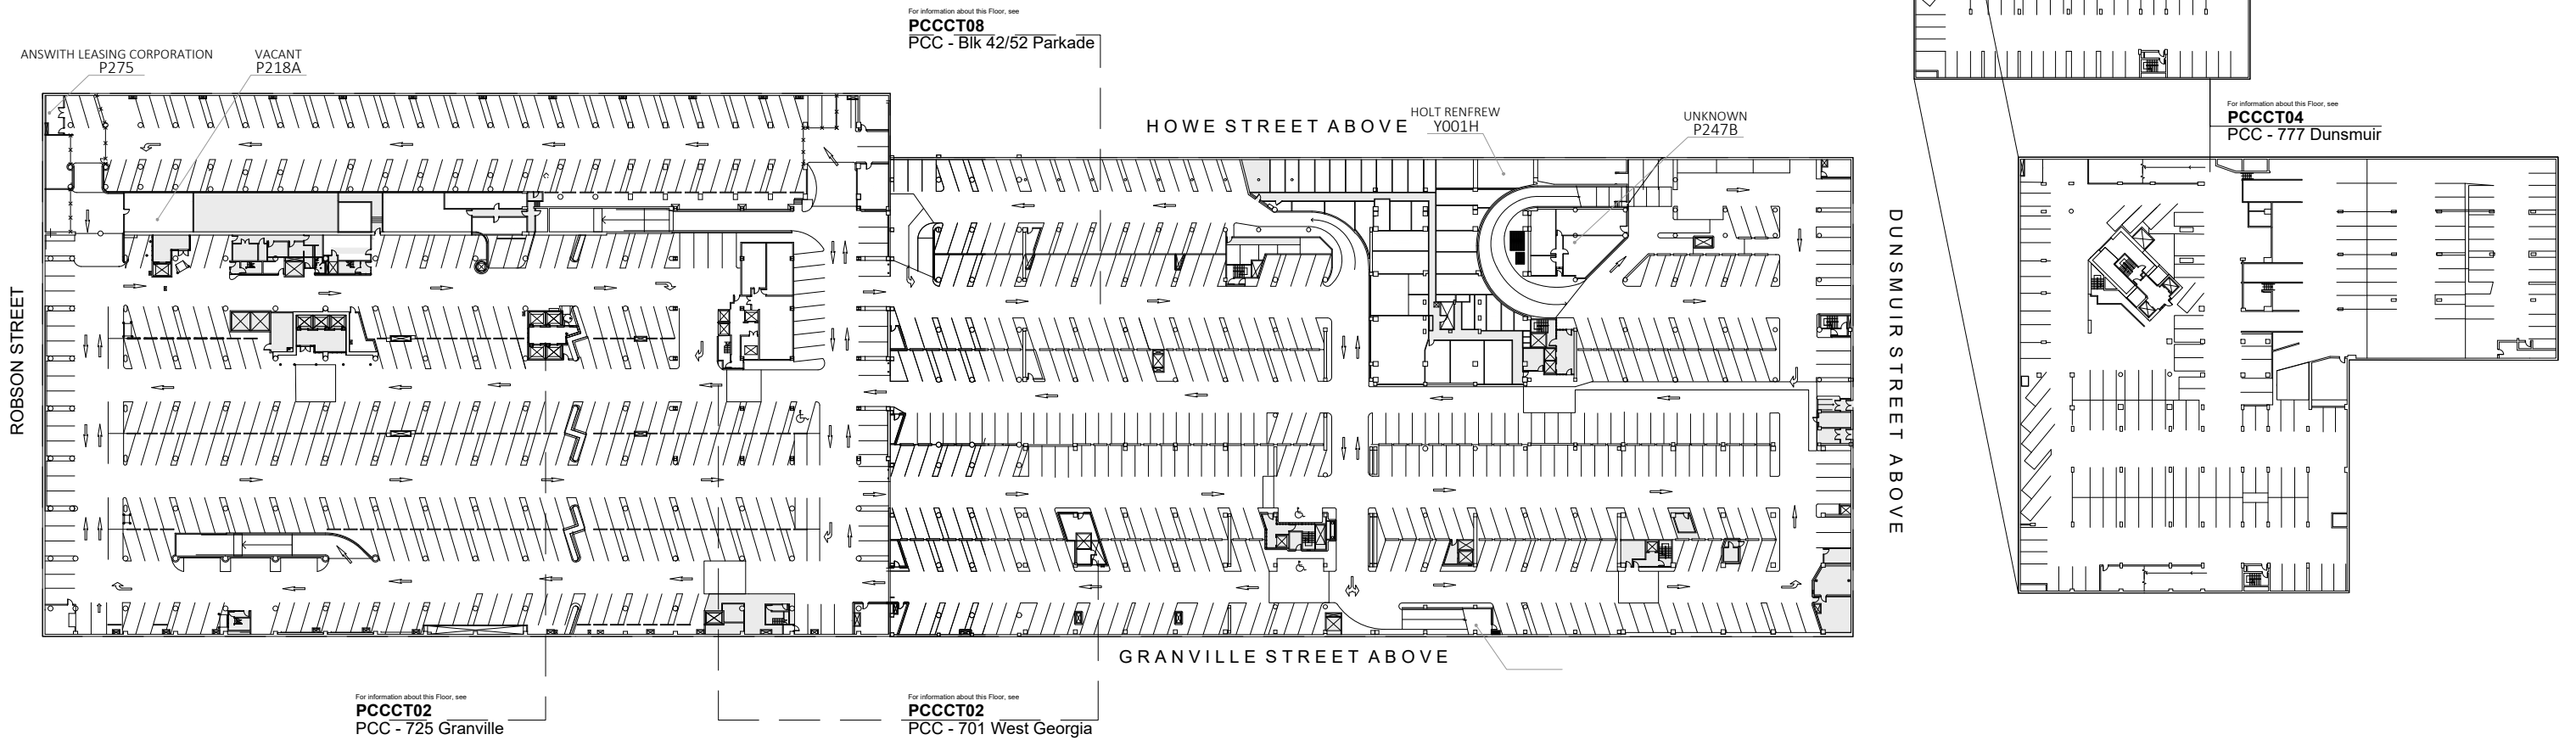 For information about this Floor, see
PCCCT08
PCC - Blk 42/52 Parkade
ANSWITH LEASING CORPORATION
P275
VACANT
P218A
HOWE STREET ABOVE
HOLT RENFREW
Y001H
UNKNOWN
P247B
For information about this Floor, see
PCCCT04
PCC - 777 Dunsmuir
ROBSON STREET
DUNSMUIR STREET ABOVE
GRANVILLE STREET ABOVE
For information about this Floor, see
PCCCT02
PCC - 725 Granville
For information about this Floor, see
PCCCT02
PCC - 701 West Georgia